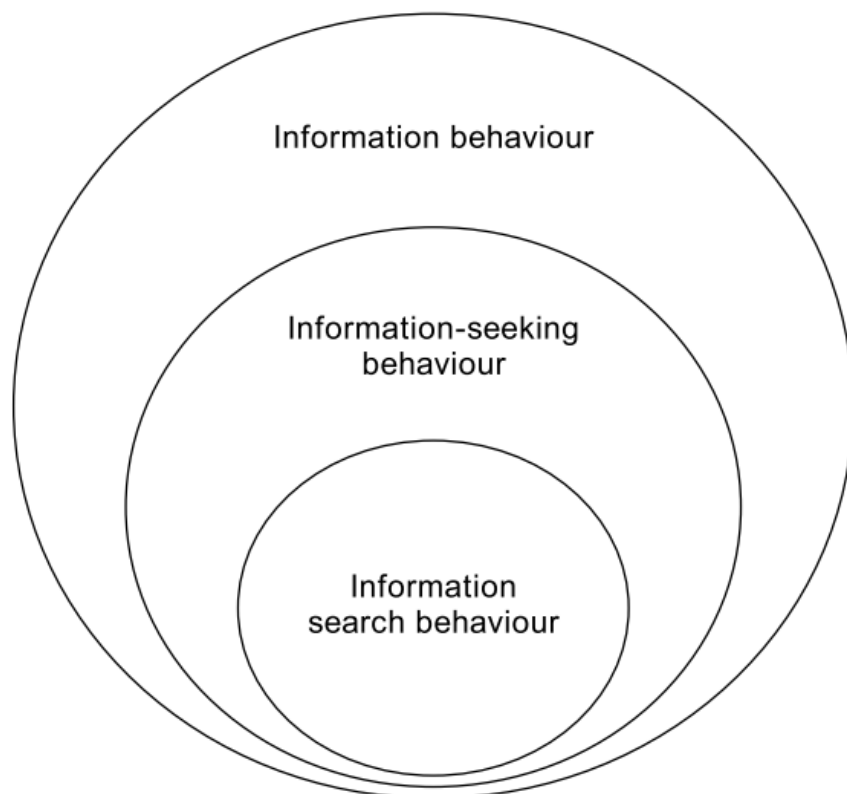 Information behaviour
Information-seeking
behaviour
Information
search behaviour